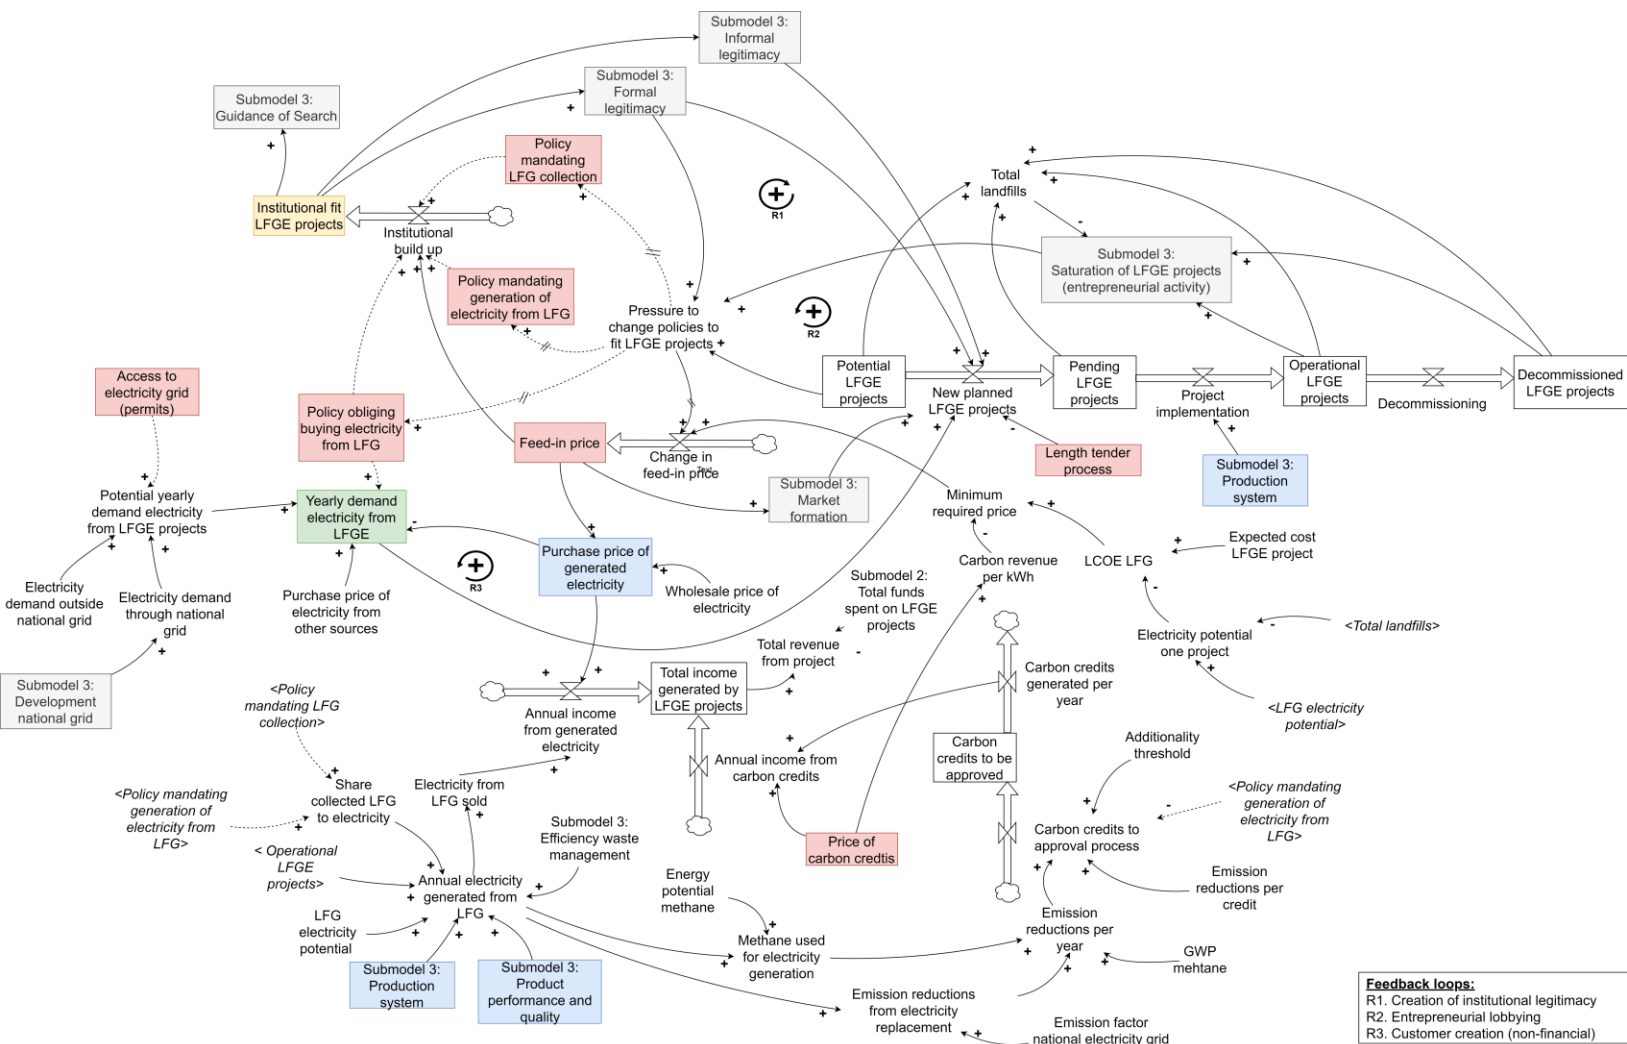 Submodel 3:
Informal
legitimacy
Submodel 3:
Formal
legitimacy
Submodel 3:
Guidance of Search
Policy
mandating
LFG collection
Institutional fit
LFGE projects
Institutional
build up
R1
Total
landfills
Submodel 3:
Saturation of LFGE projects
(entrepreneurial activity)
Policy mandating
generation of
electricity from LFG
Pressure to
change policies to
fit LFGE projects
R2
Potential
LFGE
projects
New planned
LFGE projects
Pending
LFGE
projects
Project
implementation
Operational
LFGE
projects
Decommissioning
Decommissioned
LFGE projects
Access to
electricity grid
(permits)
Policy obliging
buying electricity
from LFG
Feed-in price
Change in
feed-in price
Text
Length tender
process
Submodel 3:
Production
system
Submodel 3:
Market
formation
Minimum
required price
Potential yearly
demand electricity
from LFGE projects
Yearly demand
electricity from
LFGE
Purchase price of
generated
electricity
R3
Carbon revenue
per kWh
LCOE LFG
Expected cost
LFGE project
Electricity
demand outside
national grid
Electricity demand
through national
grid
Purchase price of
electricity from
other sources
Wholesale price of
electricity
Submodel 2:
Total funds
spent on LFGE
projects
Total revenue
from project
Electricity potential
one project
<Total landfills>
Submodel 3:
Development
national grid
<Policy
mandating LFG
collection>
Total income
generated by
LFGE projects
Carbon credits
generated per
year
<LFG electricity
potential>
Annual income
from generated
electricity
Annual income from
carbon credits
Carbon
credits to be
approved
Additionality
threshold
<Policy mandating
generation of
electricity from
LFG>
Share
collected LFG
to electricity
Electricity from
LFG sold
Submodel 3:
Efficiency waste
management
Price of
carbon credtis
Carbon credits to
approval process
<Policy mandating
generation of
electricity from
LFG>
< Operational
LFGE
projects>
Annual electricity
generated from
LFG
Energy
potential
methane
Emission
reductions per
credit
LFG
electricity
potential
Methane used
for electricity
generation
Emission
reductions per
year
GWP
mehtane
Submodel 3:
Production
system
Submodel 3:
Product
performance and
quality
Emission reductions
from electricity
replacement
Emission factor
national electricity grid
Feedback loops:
R1. Creation of institutional legitimacy
R2. Entrepreneurial lobbying
R3. Customer creation (non-financial)